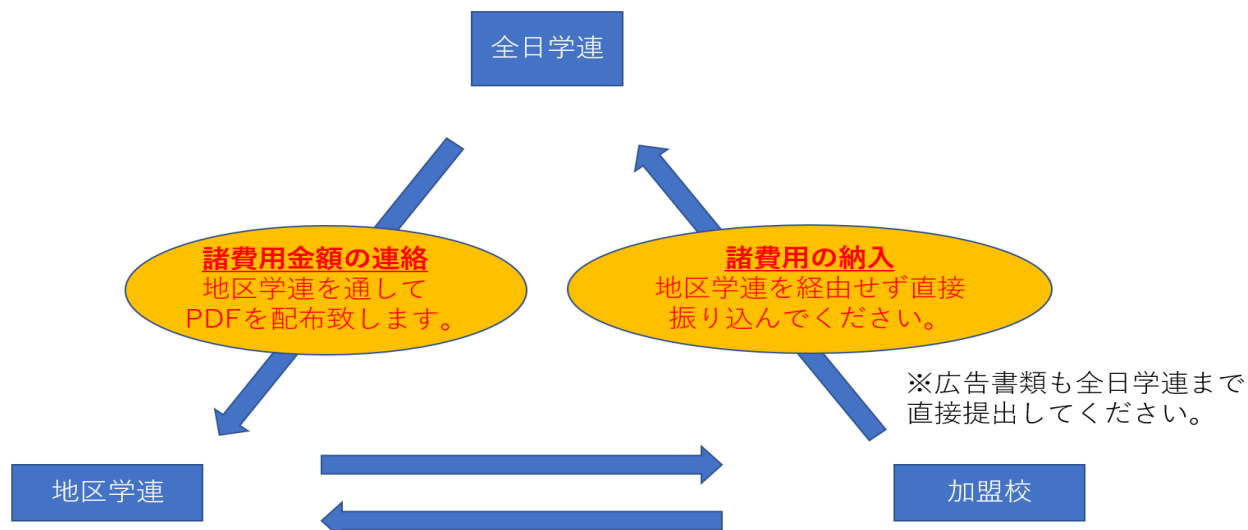 全日学連
諸費用金額の連絡
地区学連を通して
PDFを配布致します。
諸費用の納入
地区学連を経由せず直接
振り込んでください。
※広告書類も全日学連まで
直接提出してください。
地区学連
加盟校